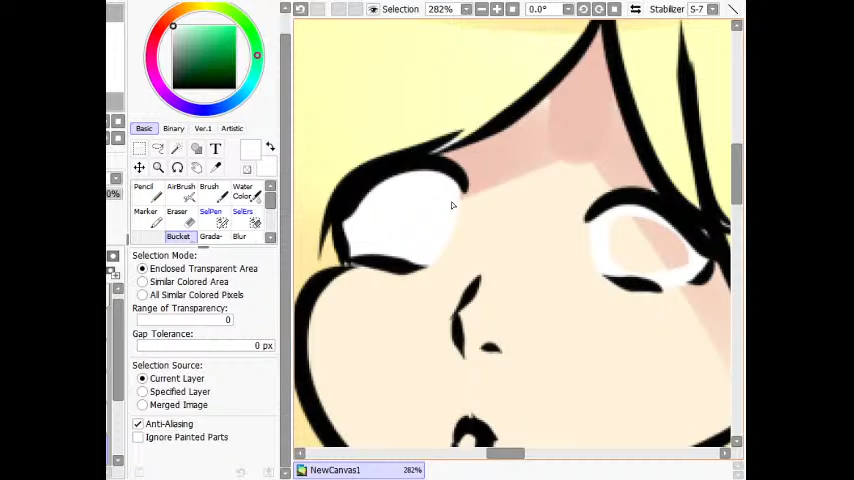 Selection 282% 0.0° Stabilizer S-7
Basic Binary Ver.1 Artistic
T
Pencil AirBrush Brush Water Color
Marker Eraser SelPen SelErs
Bucket Grada- Blur
Selection Mode:
Enclosed Transparent Area
Similar Colored Area
All Similar Colored Pixels
Range of Transparency:
0
Gap Tolerance:
0 px
Selection Source:
Current Layer
Specified Layer
Merged Image
Anti-Aliasing
Ignore Painted Parts
NewCanvas1 282%